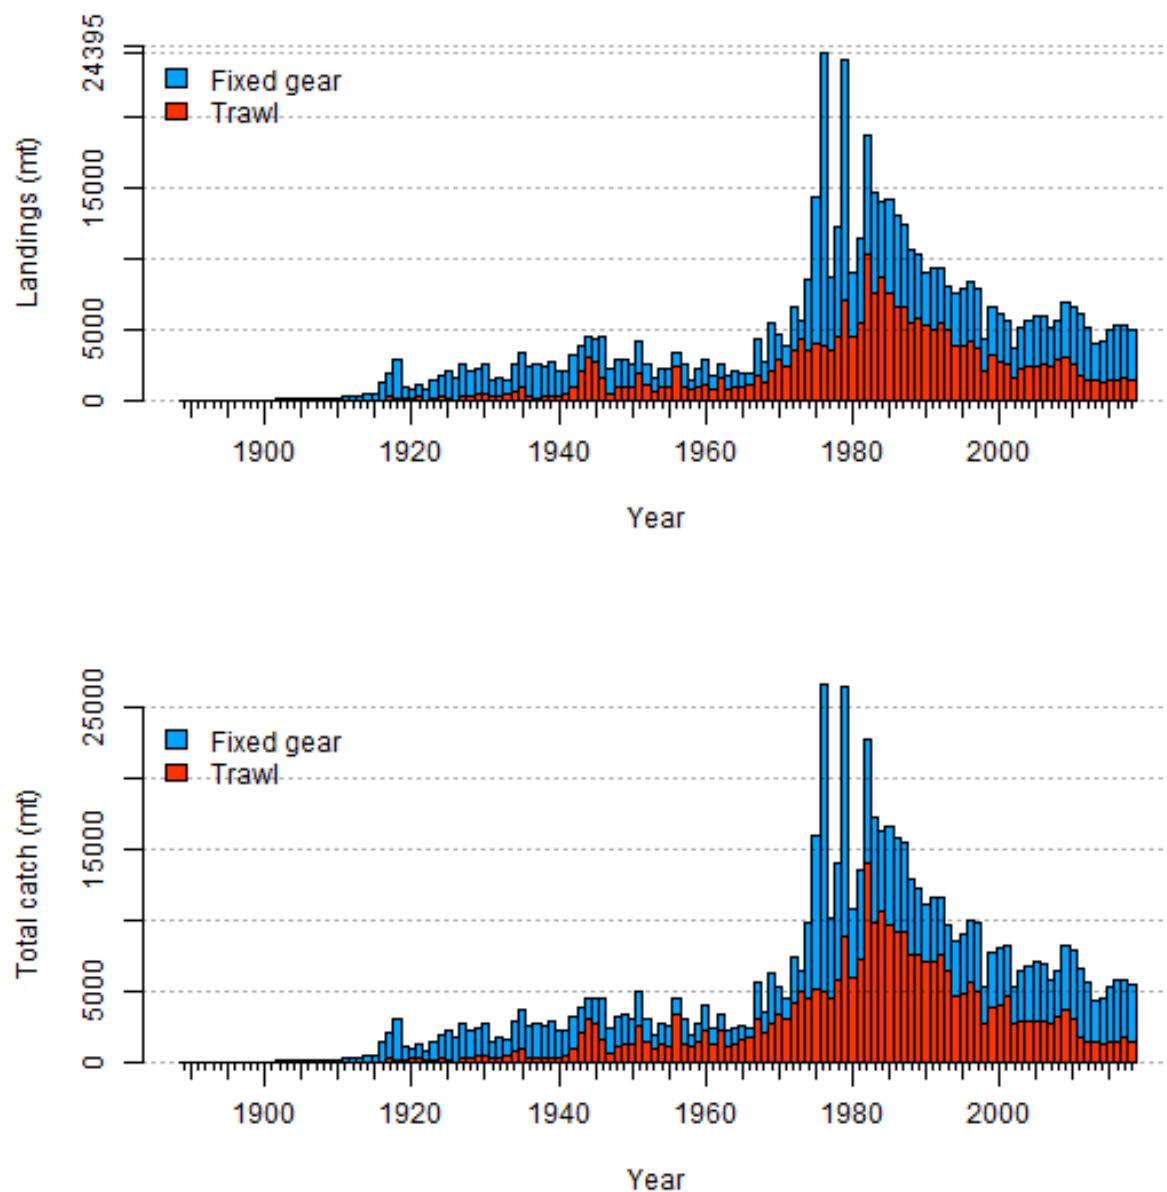 24395
15000
5000
0
Landings (mt)
Fixed gear
Trawl
1900 1920 1940 1960 1980 2000
Year
25000
15000
5000
0
Total catch (mt)
Fixed gear
Trawl
1900 1920 1940 1960 1980 2000
Year